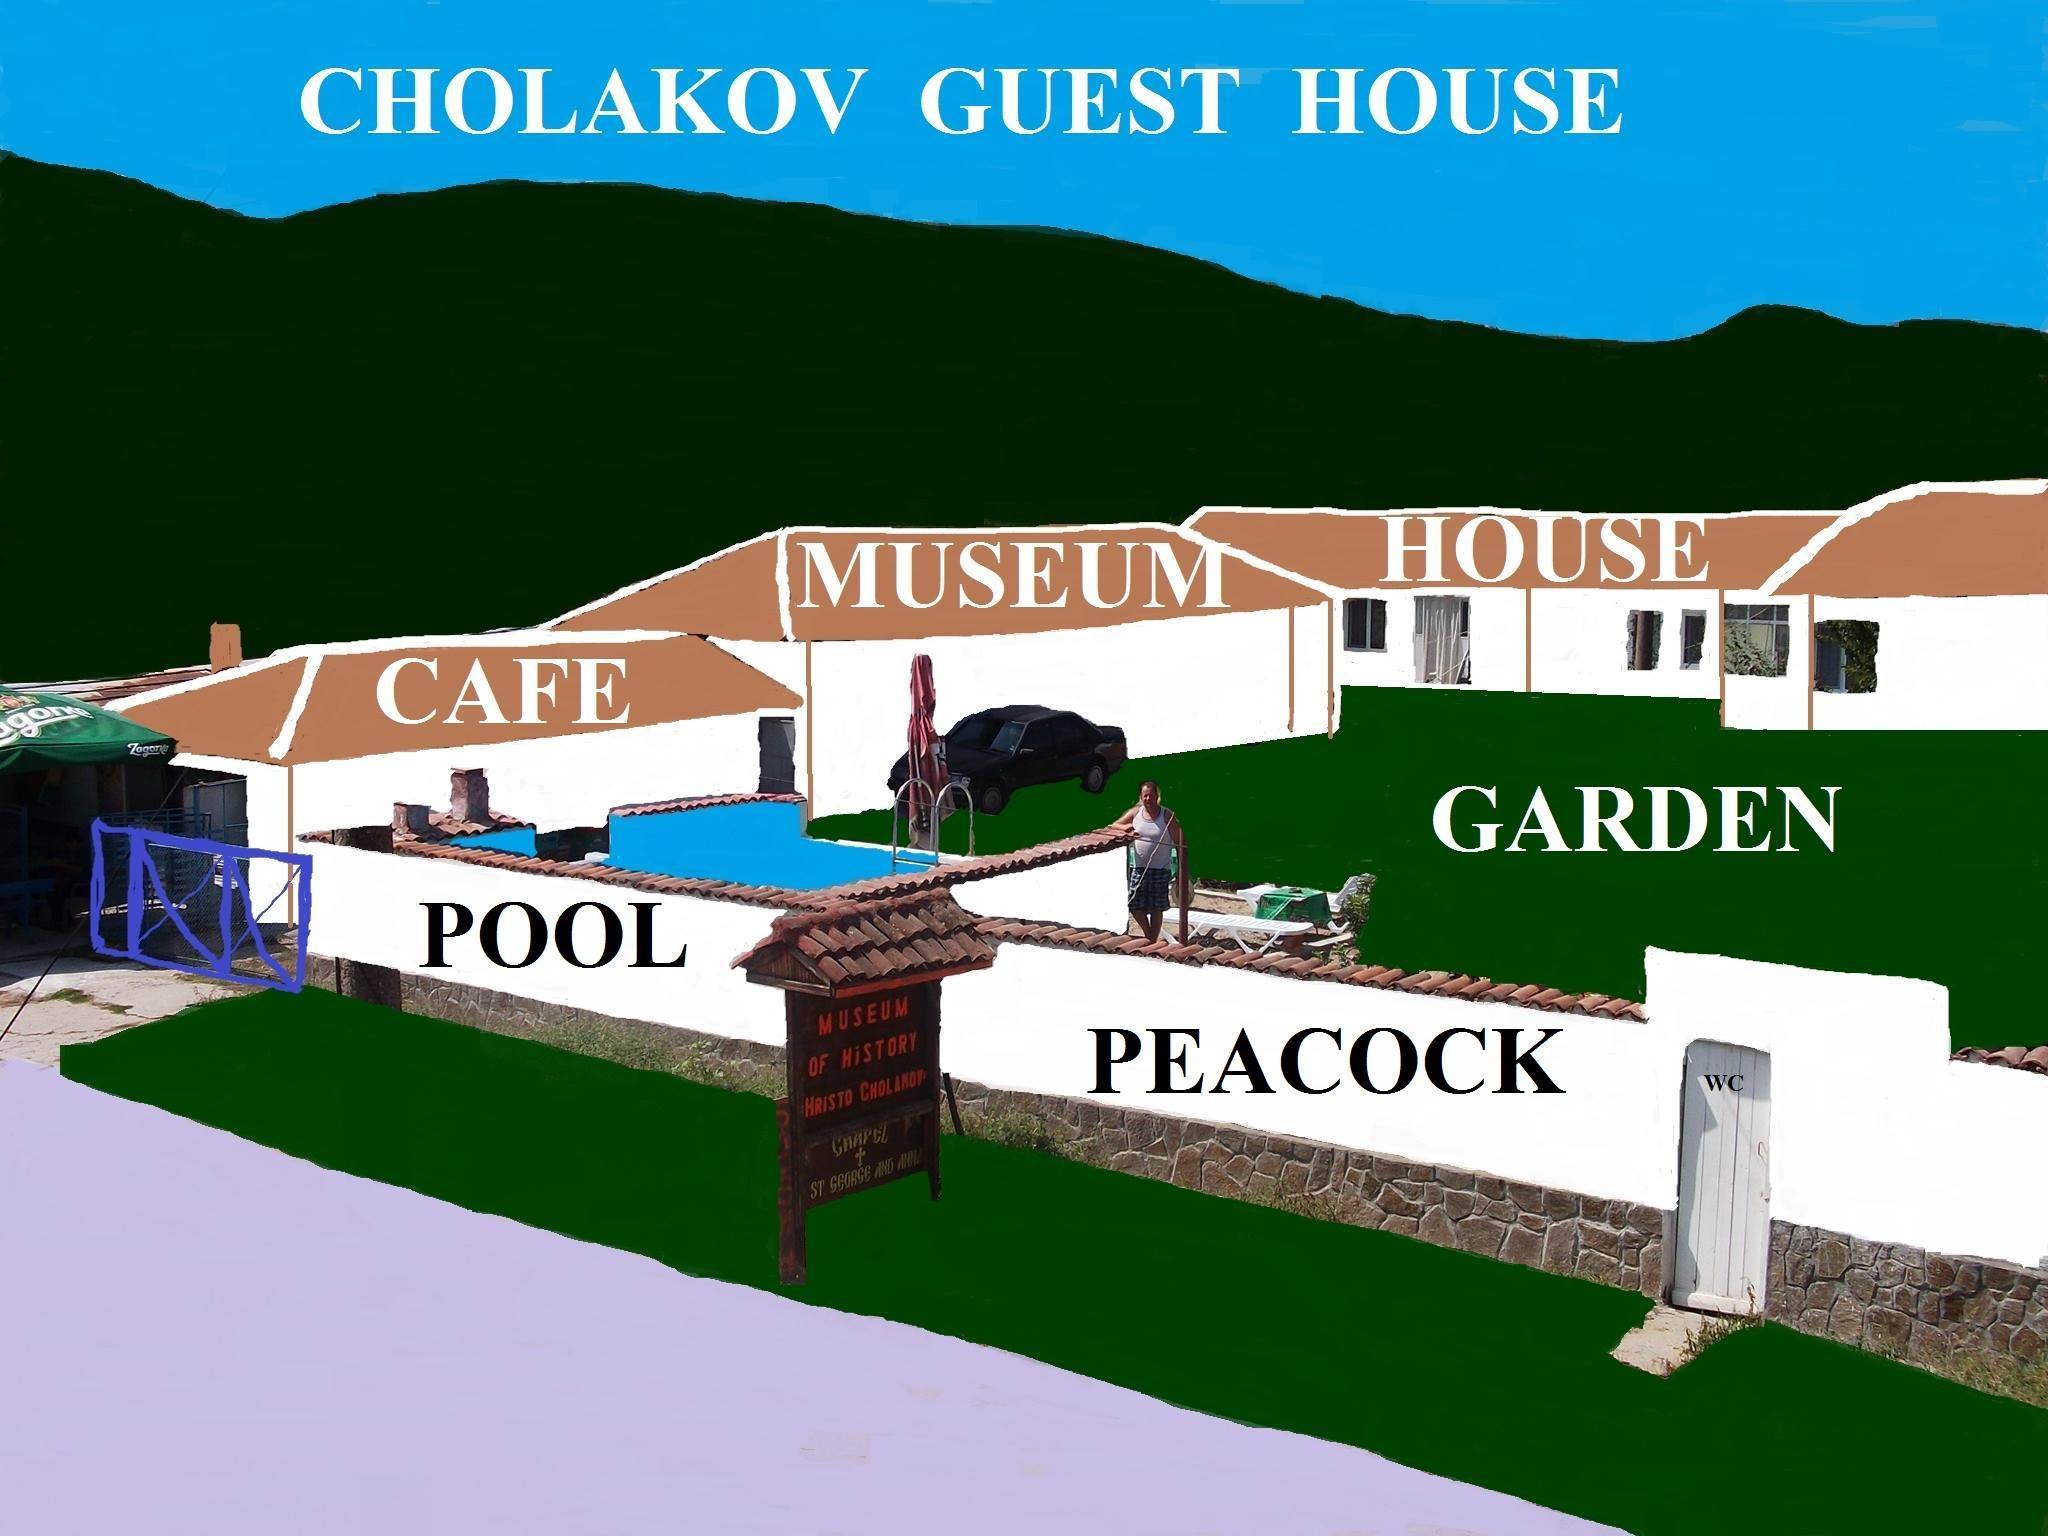 CHOLAKOV GUEST HOUSE
HOUSE
MUSEUM
CAFE
Zagorka
GARDEN
POOL
PEACOCK
WC
MUSEUM
OF HiSTORY
HRISTO CHOLAKOV
CHAPEL
ST GEORGE AND ANNA